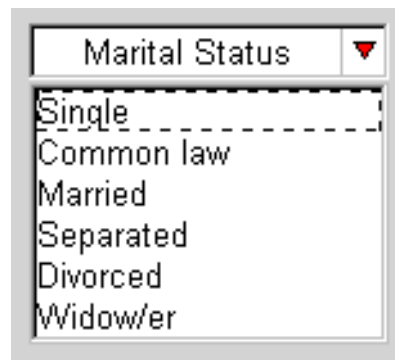 Marital Status
Single
Common law
Married
Separated
Divorced
Widow/er